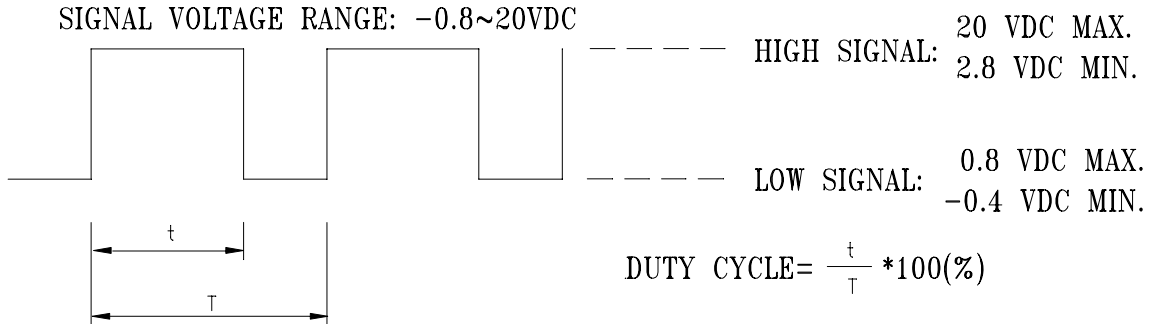 SIGNAL VOLTAGE RANGE: -0.8~20VDC
HIGH SIGNAL: 20 VDC MAX.
2.8 VDC MIN.
LOW SIGNAL: 0.8 VDC MAX.
-0.4 VDC MIN.
t
T
DUTY CYCLE= t/T *100(%)